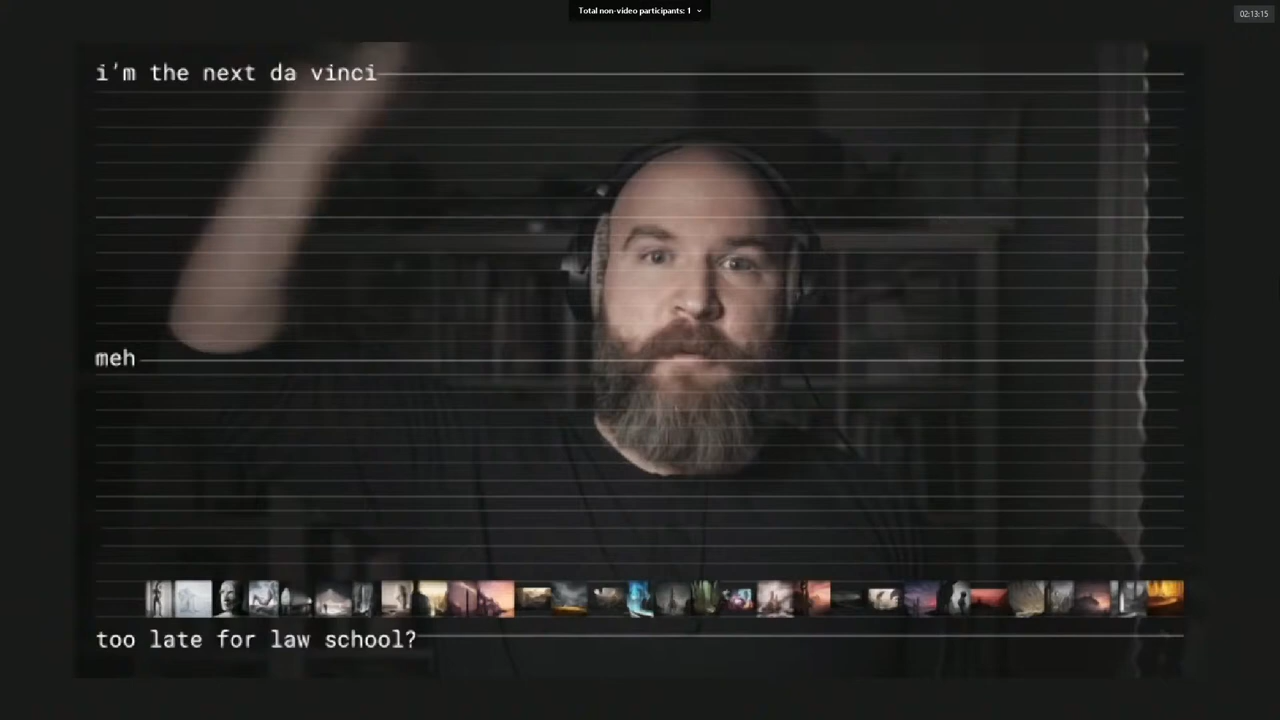 Total non-video participants: 1
02:13:15
i'm the next da vinci
meh
too late for law school?